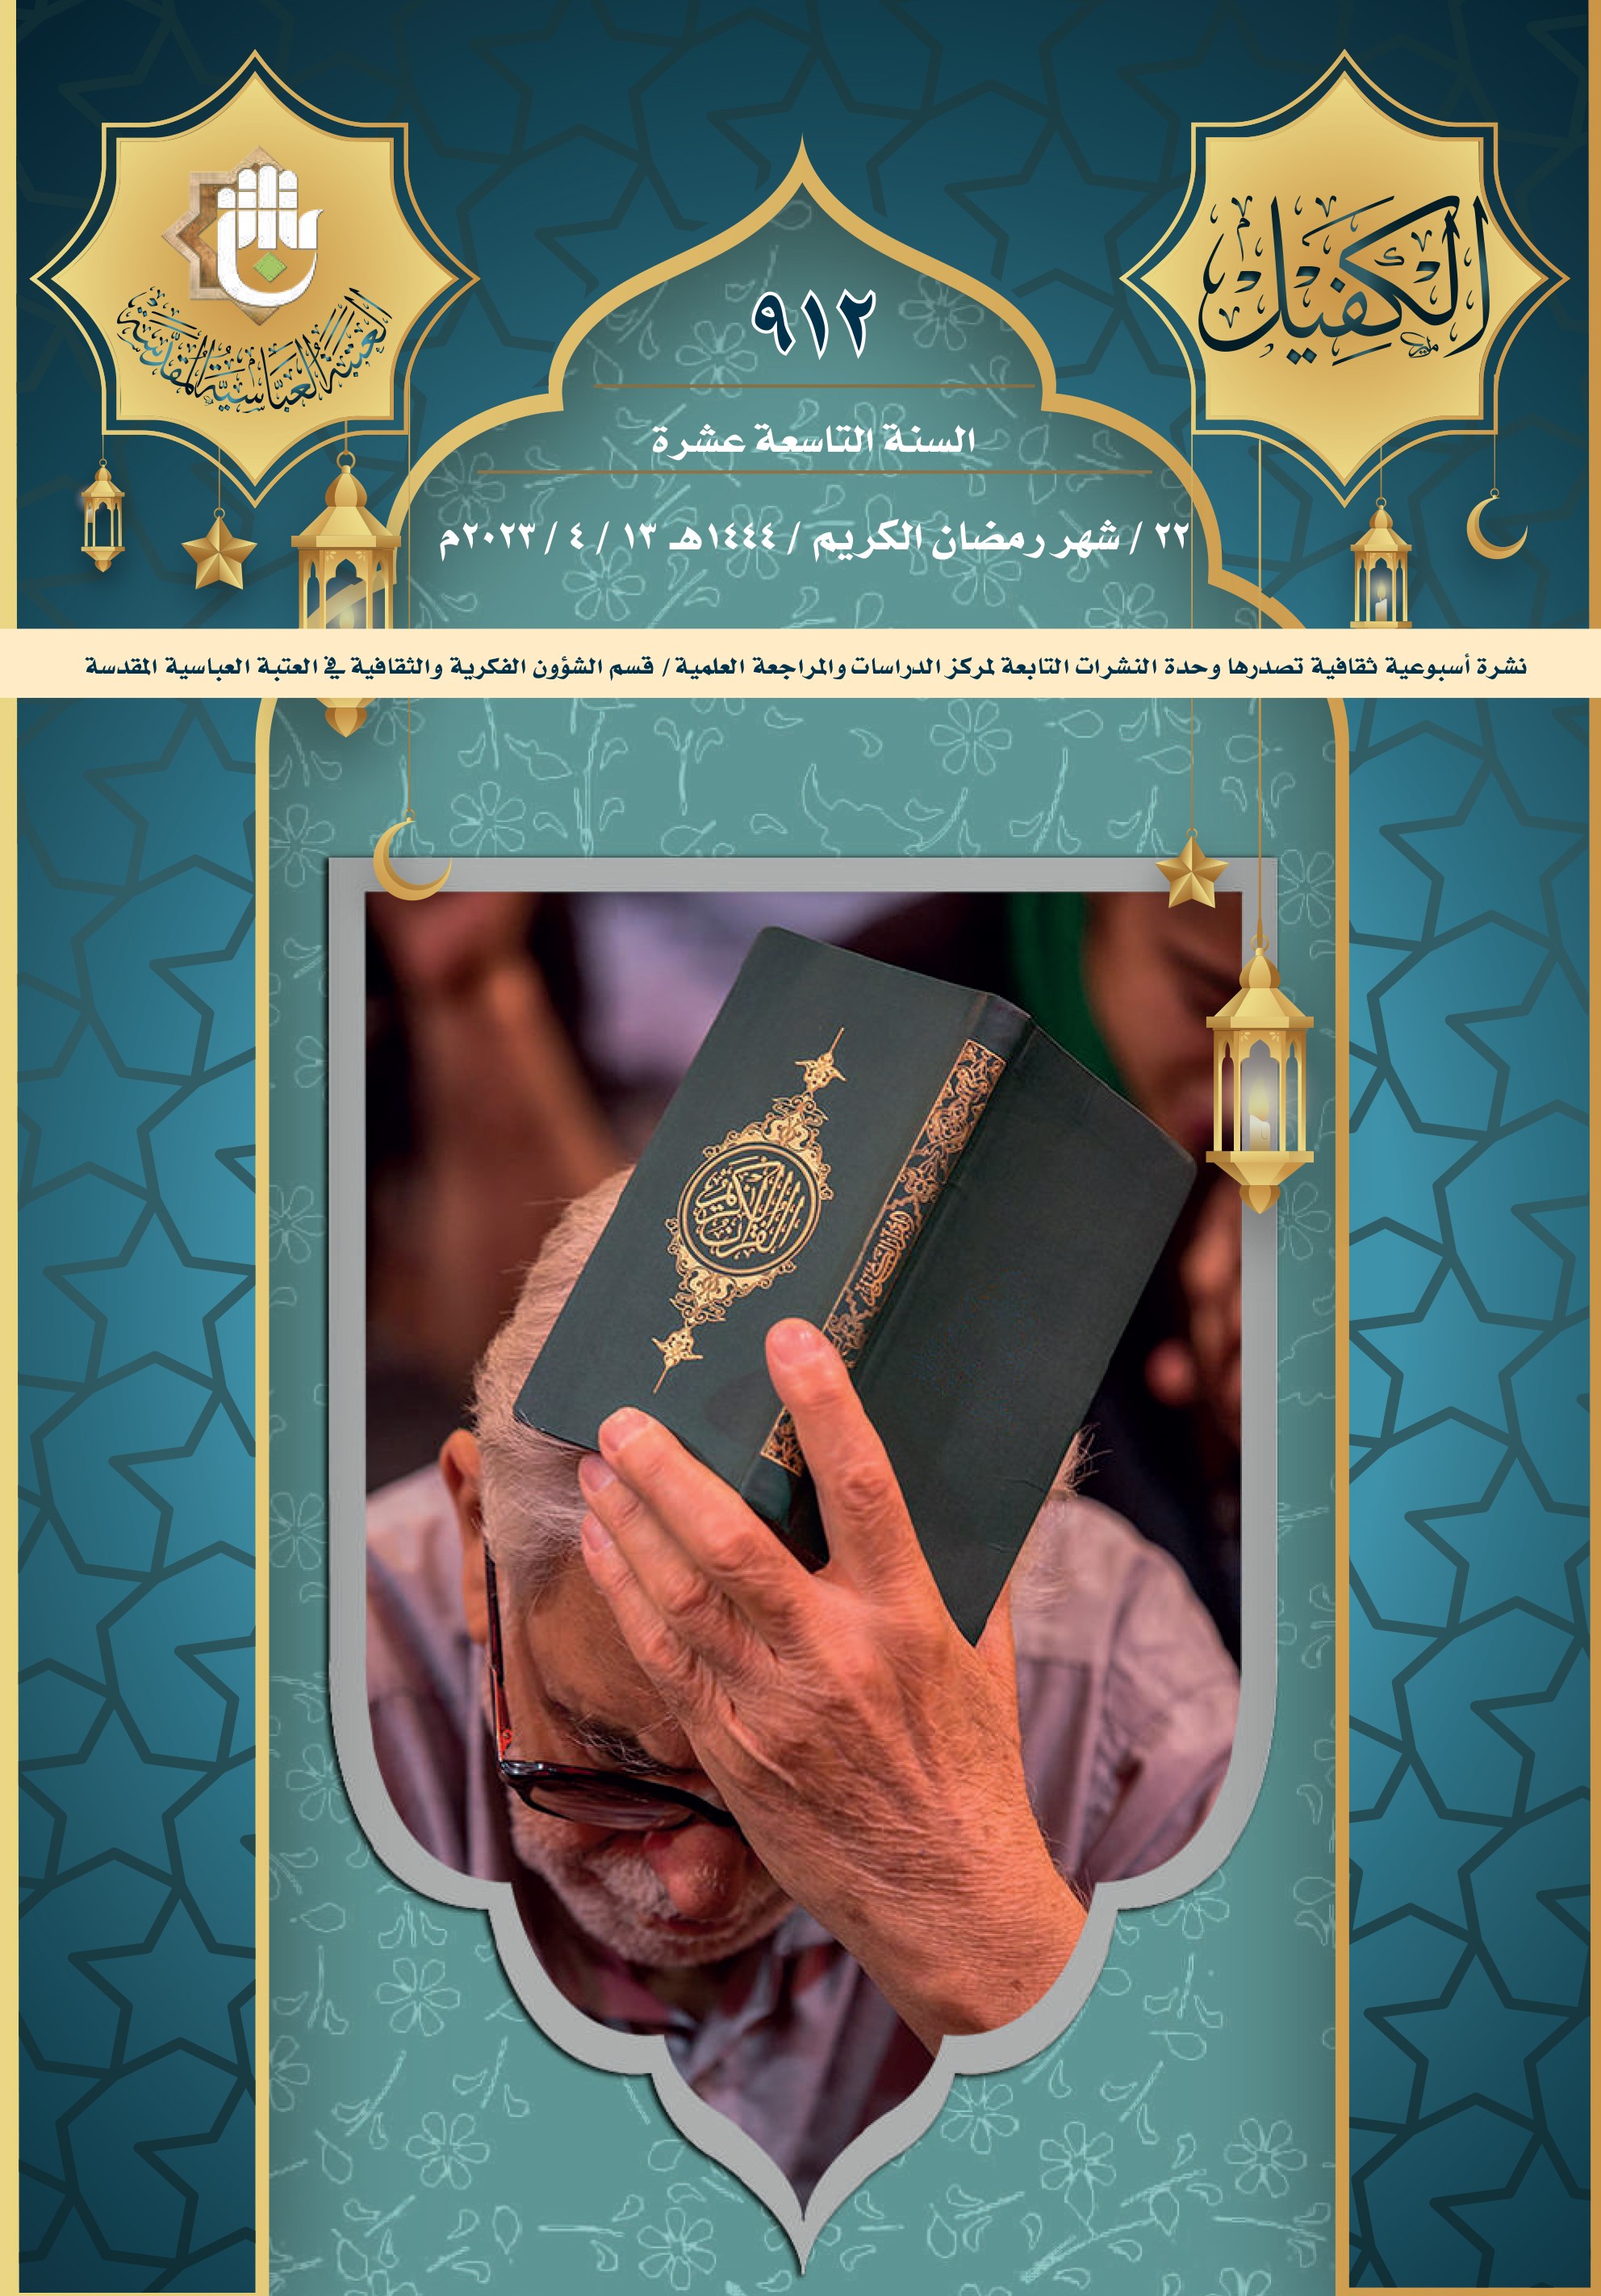 الكفيل
العتبة العباسية المقدسة
٩١٢
السنة التاسعة عشرة
٢٢ / شهر رمضان الكريم / ١٤٤٤هـ ١٣ / ٤ / ٢٠٢٣م
نشرة أسبوعية ثقافية تصدرها وحدة النشرات التابعة لمركز الدراسات والمراجعة العلمية / قسم الشؤون الفكرية والثقافية في العتبة العباسية المقدسة
القرآن الكريم